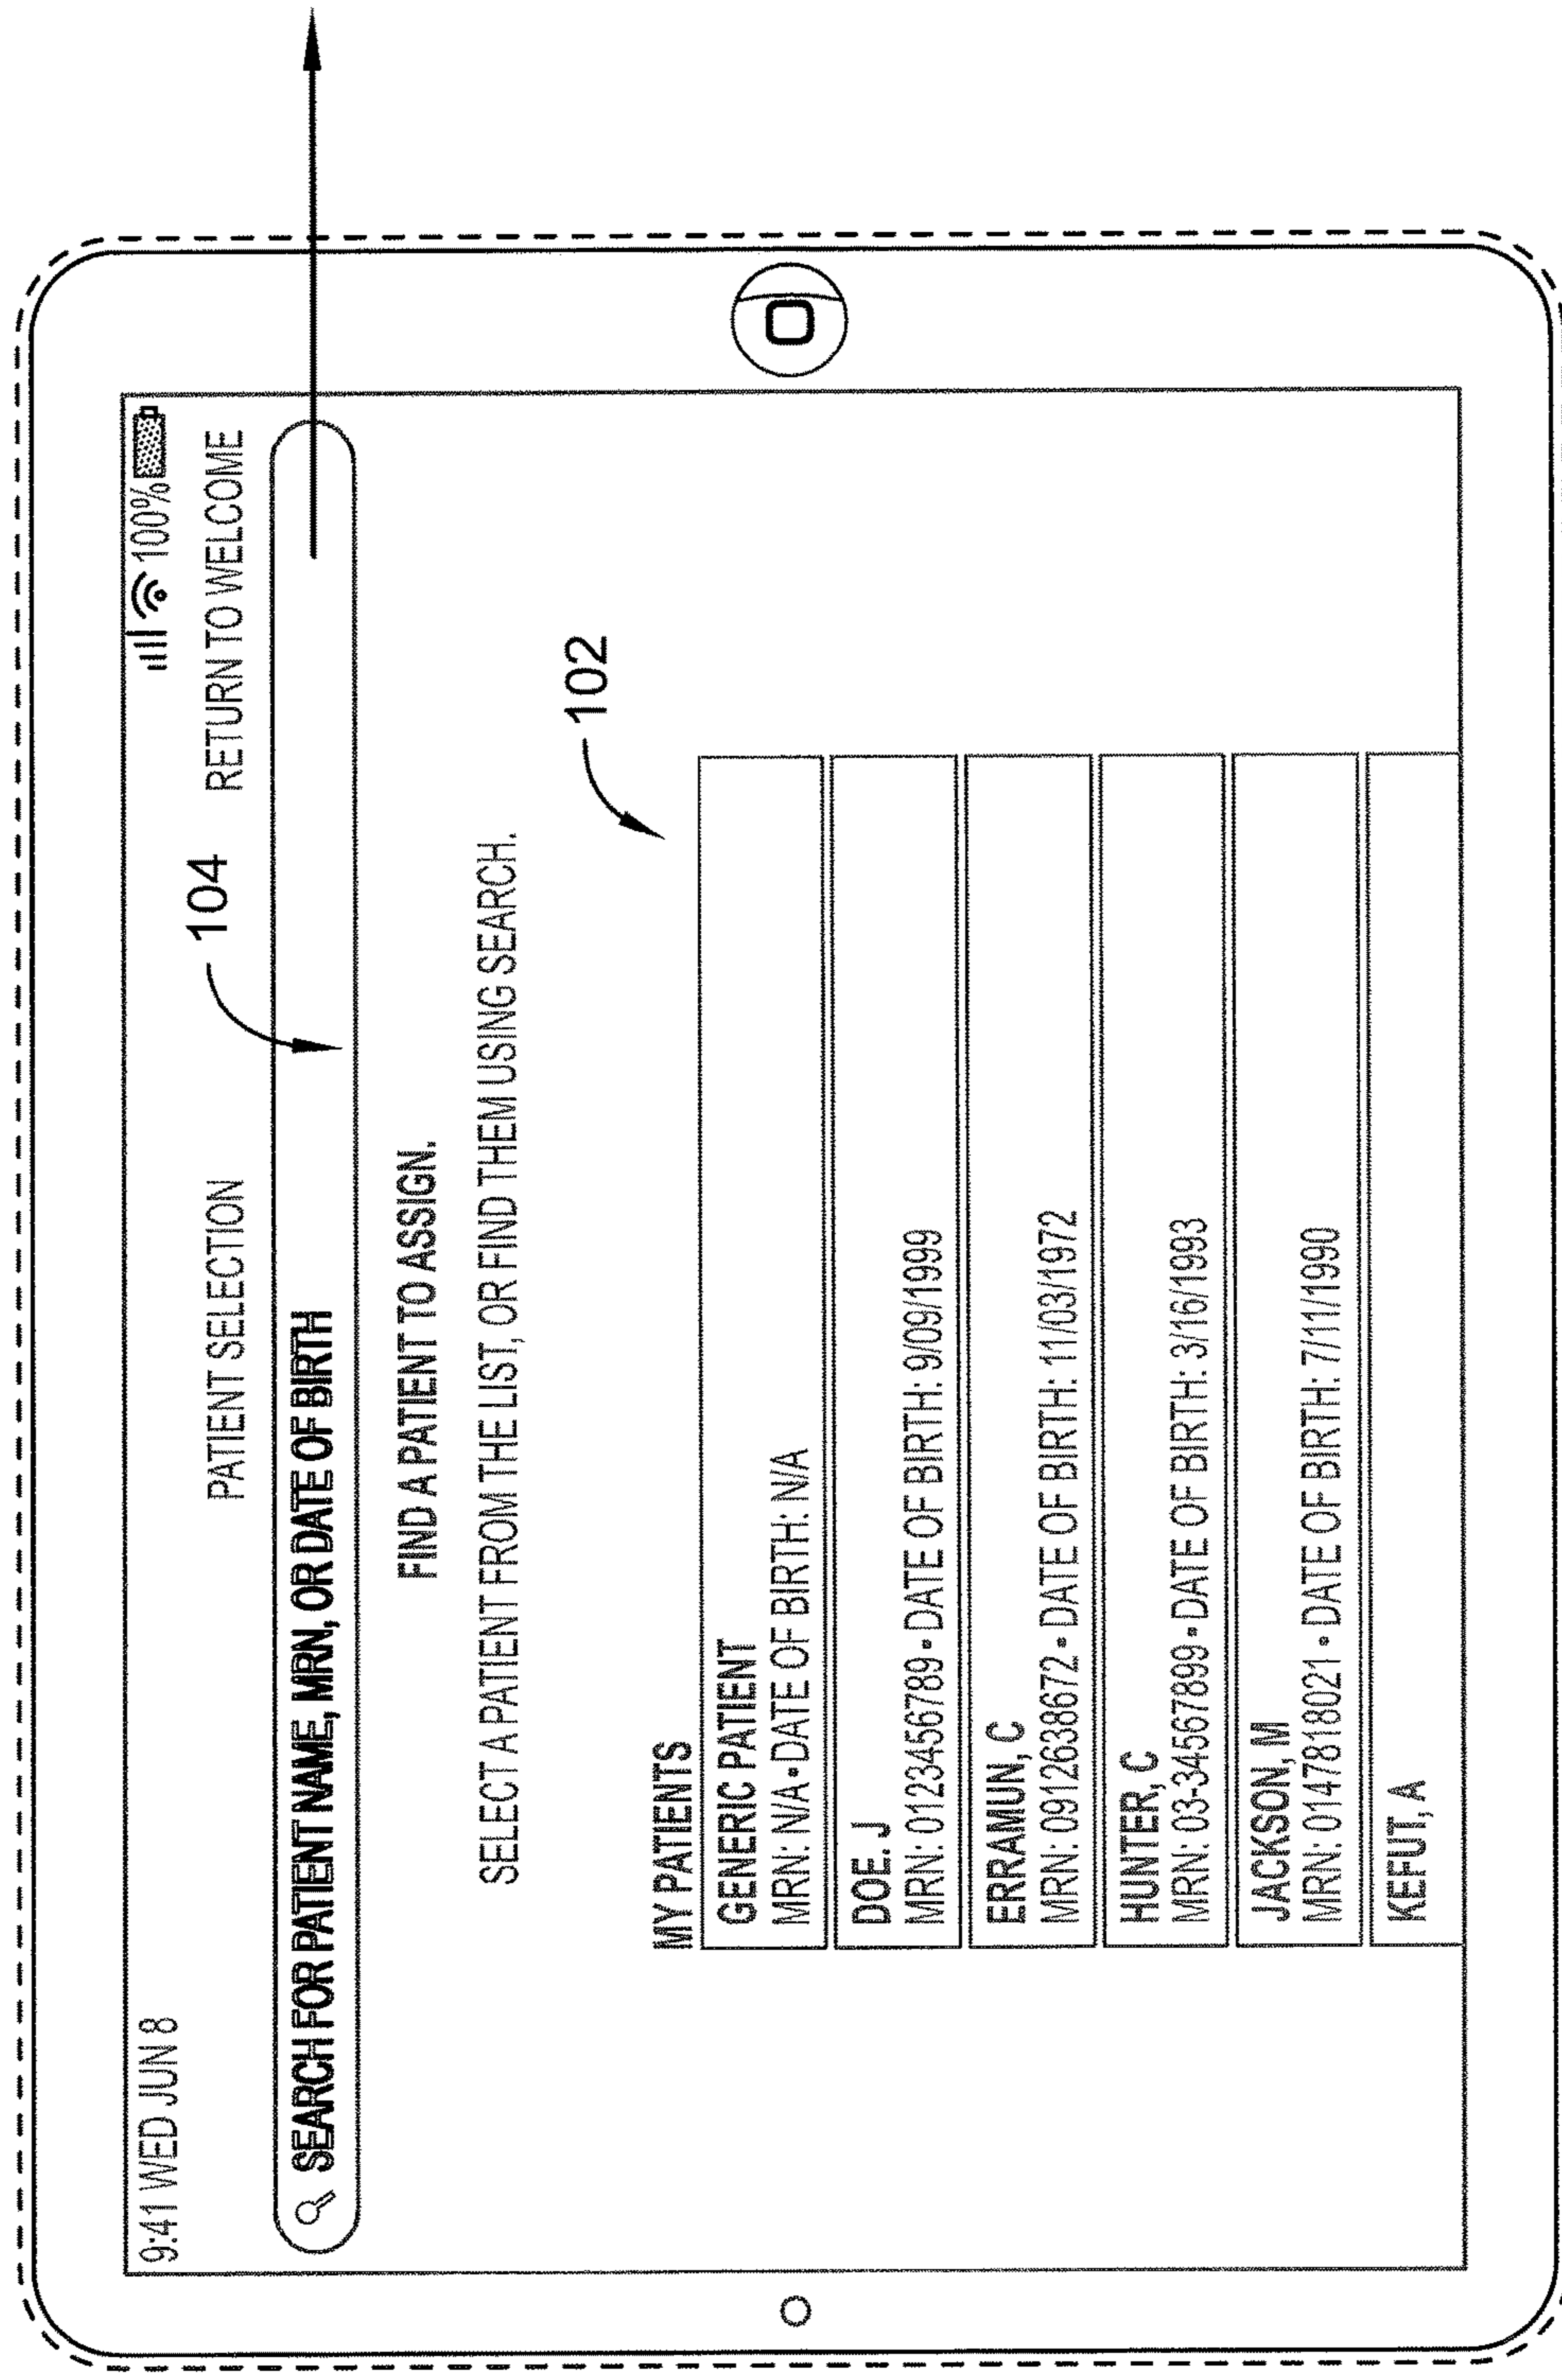 9:41 WED JUN 8
100%
PATIENT SELECTION
104
RETURN TO WELCOME
SEARCH FOR PATIENT NAME, MRN, OR DATE OF BIRTH
FIND A PATIENT TO ASSIGN.
SELECT A PATIENT FROM THE LIST, OR FIND THEM USING SEARCH.
102
MY PATIENTS
GENERIC PATIENT
MRN: N/A•DATE OF BIRTH: N/A
DOE. J
MRN: 0123456789 • DATE OF BIRTH: 9/09/1999
ERRAMUN, C
MRN: 0912638672 • DATE OF BIRTH: 11/03/1972
HUNTER, C
MRN: 03-34567899 •DATE OF BIRTH: 3/16/1993
JACKSON, M
MRN: 0147818021 • DATE OF BIRTH: 7/11/1990
KEFUT, A